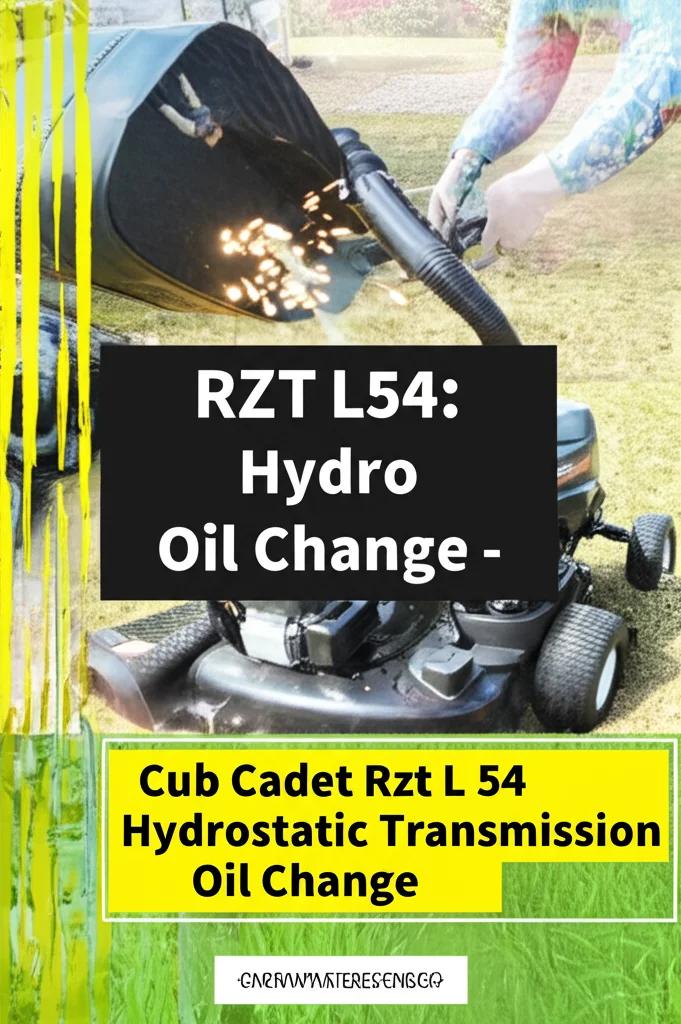 RZT L54:
Hydro
Oil Change -
Cub Cadet Rzt L 54
Hydrostatic Transmission
Oil Change